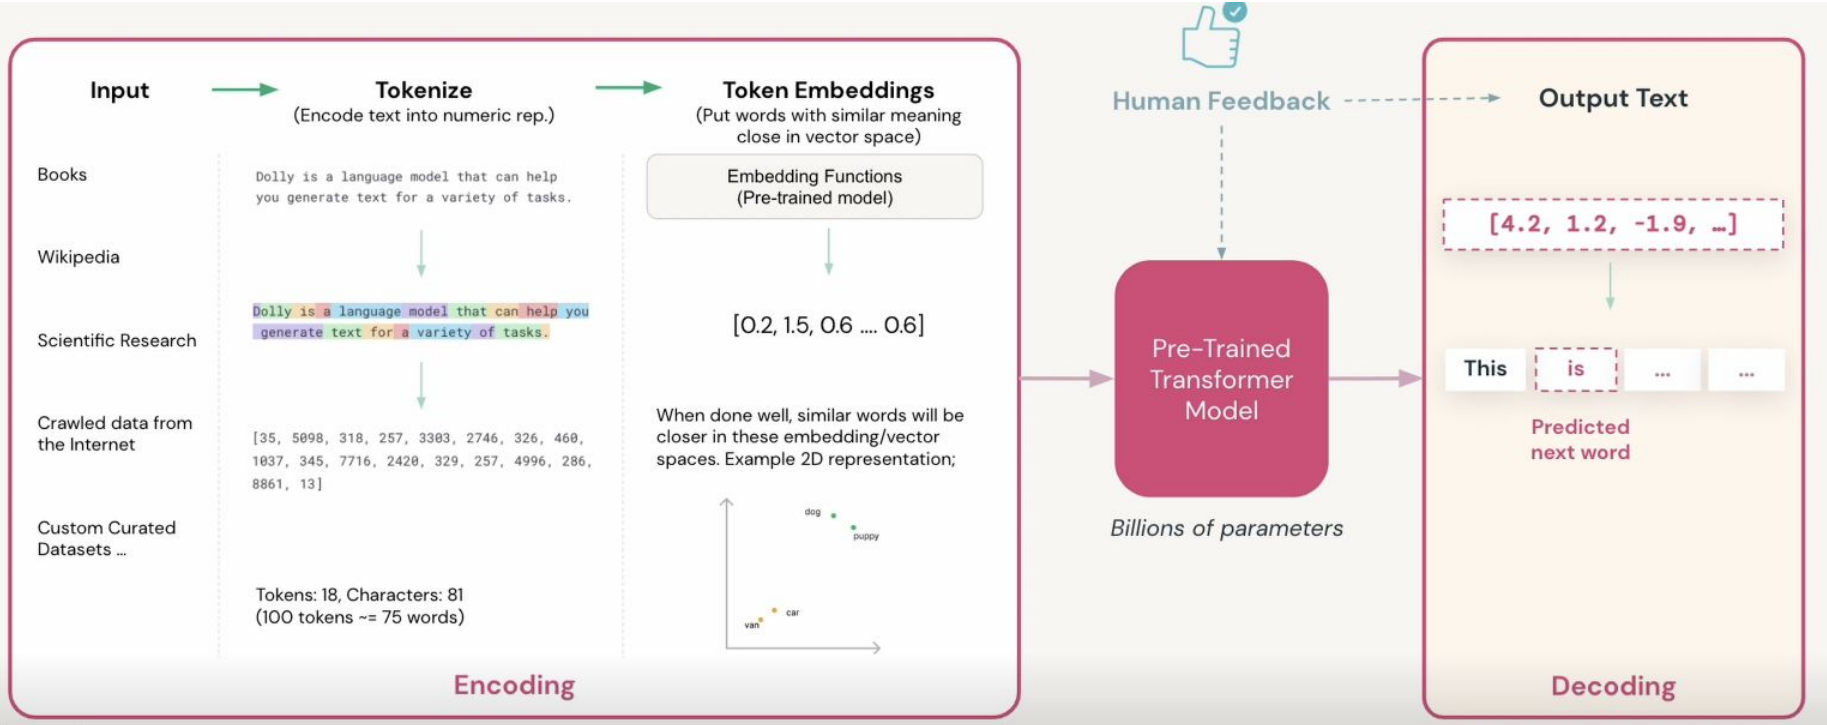 Input
Books
Wikipedia
Scientific Research
Crawled data from
the Internet
Custom Curated
Datasets ...
Tokenize
(Encode text into numeric rep.)
Dolly is a language model that can help
you generate text for a variety of tasks.
Dolly is a language model that can help you
generate text for a variety of tasks.
[35, 5098, 318, 257, 3303, 2746, 326, 460,
1037, 345, 7716, 2420, 329, 257, 4996, 286,
8861, 13]
Tokens: 18, Characters: 81
(100 tokens ~= 75 words)
Token Embeddings
(Put words with similar meaning
close in vector space)
Embedding Functions
(Pre-trained model)
[0.2, 1.5, 0.6 .... 0.6]
When done well, similar words will be
closer in these embedding/vector
spaces. Example 2D representation;
dog
puppy
car
van
Encoding
Human Feedback
Pre-Trained
Transformer
Model
Billions of parameters
Output Text
[4.2, 1.2, -1.9, …]
This is ... ...
Predicted
next word
Decoding